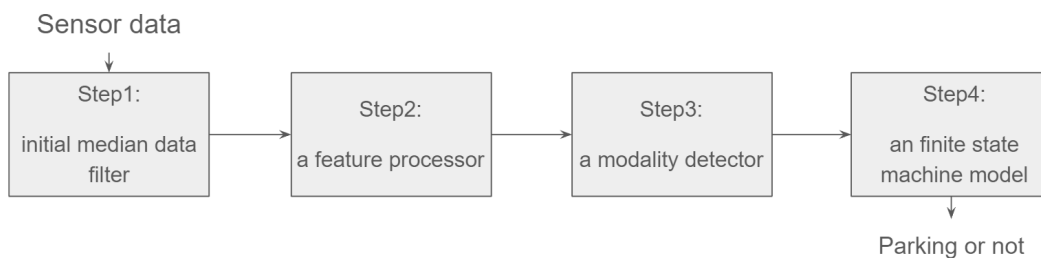 Sensor data
Step1:
initial median data
filter
Step2:
a feature processor
Step3:
a modality detector
Step4:
an finite state
machine model
Parking or not